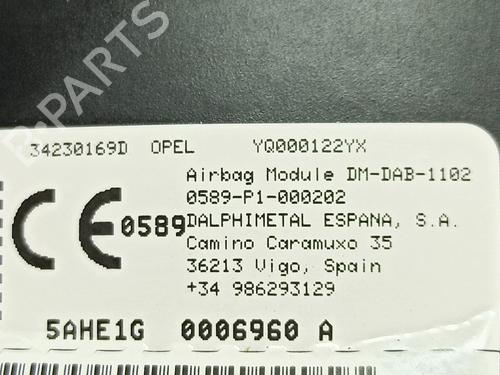 B-PARTS
34230169D OPEL YQ000122YX
Airbag Module DM-DAB-1102
0589-P1-000202
CE 0589 DALPHIMETAL ESPANA, S.A.
Camino Caramuxo 35
36213 Vigo, Spain
+34 986293129
5AHE1G 0006960 A